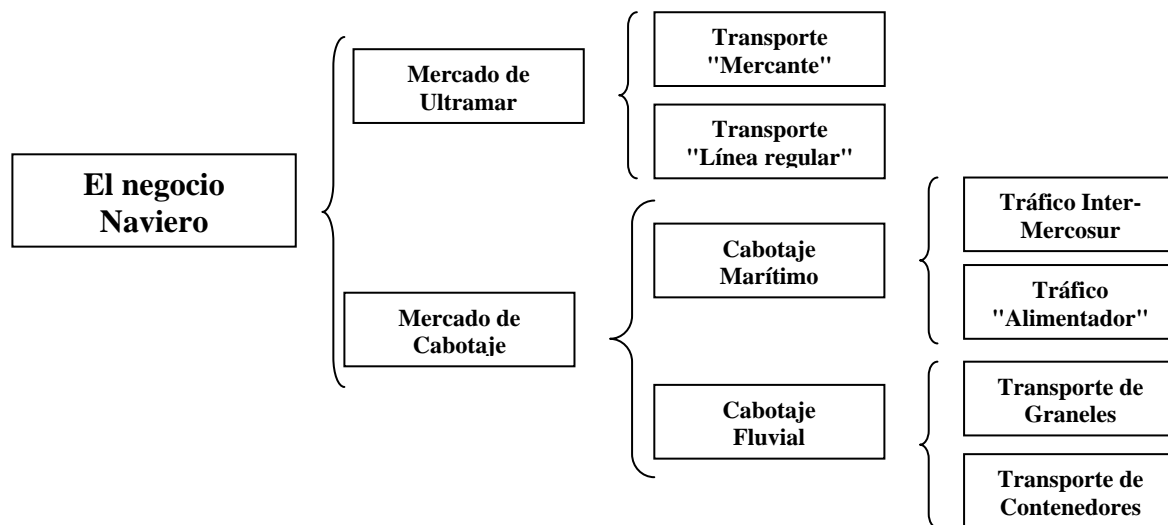 El negocio
Naviero
Mercado de
Ultramar
Transporte
"Mercante"
Transporte
"Línea regular"
Mercado de
Cabotaje
Cabotaje
Marítimo
Tráfico Inter-
Mercosur
Tráfico
"Alimentador"
Cabotaje
Fluvial
Transporte de
Graneles
Transporte de
Contenedores